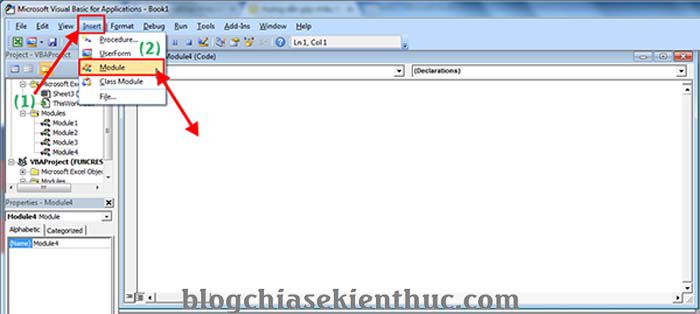 Microsoft Visual Basic for Applications - Book1
File Edit View Insert Format Debug Run Tools Add-Ins Window Help
Ln 1, Col 1
Procedure...
UserForm
(2)
Module
Class Module
File...
(1)
Project - VBAProject
Microsoft Exce
Sheet3 (
ThisWor
Modules
Module1
Module2
Module3
Module4
VBAProject (FUNCRES
Microsoft Excel Objec
Modules
Module4 (Code)
(Declarations)
Properties - Module4
Module4 Module
Alphabetic Categorized
(Name) Module4
blogchiasekienthuc.com